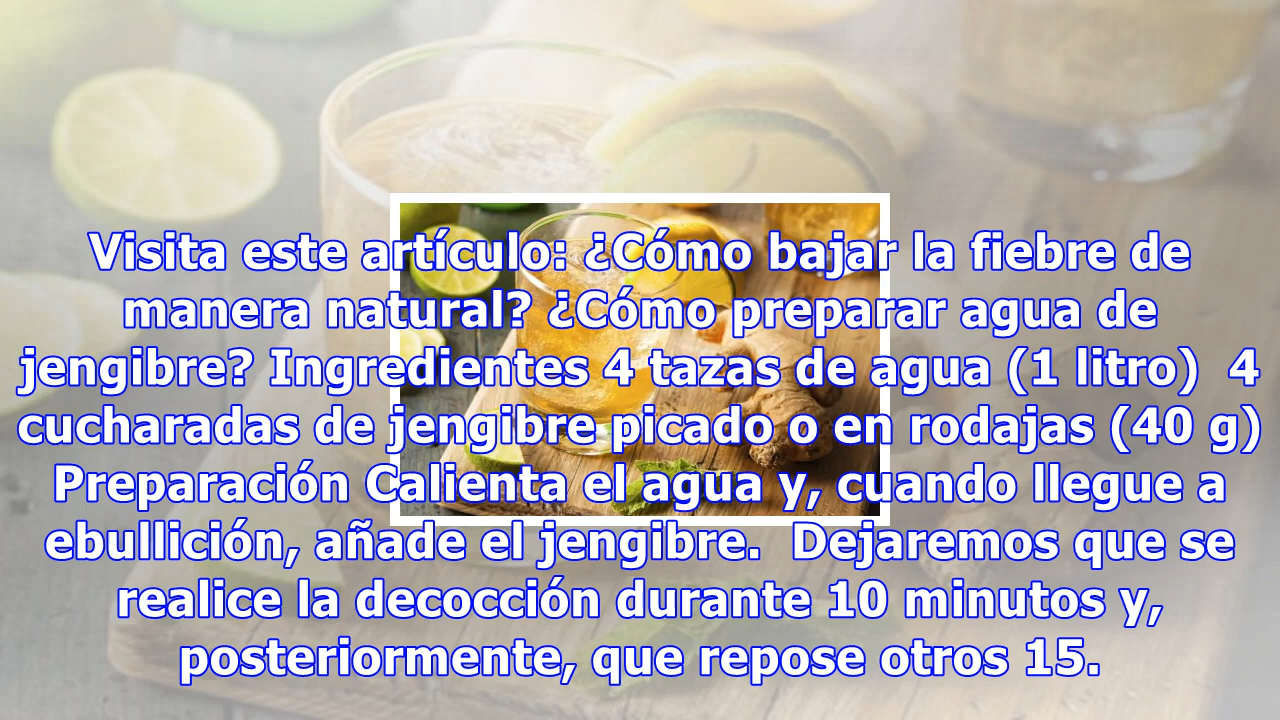 Visita este artículo: ¿Cómo bajar la fiebre de
manera natural? ¿Cómo preparar agua de
jengibre? Ingredientes 4 tazas de agua (1 litro)  4
cucharadas de jengibre picado o en rodajas (40 g)
Preparación Calienta el agua y, cuando llegue a
ebullición, añade el jengibre.  Dejaremos que se
realice la decocción durante 10 minutos y,
posteriormente, que repose otros 15.